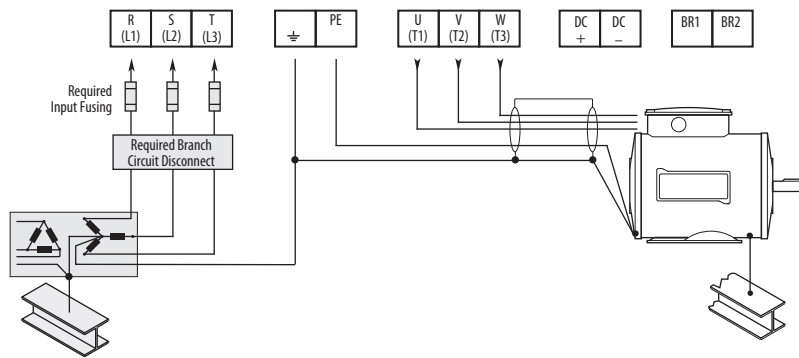 R S T PE U V W DC DC BR1 BR2
(L1) (L2) (L3) (T1) (T2) (T3) + –
Required
Input Fusing
Required Branch
Circuit Disconnect